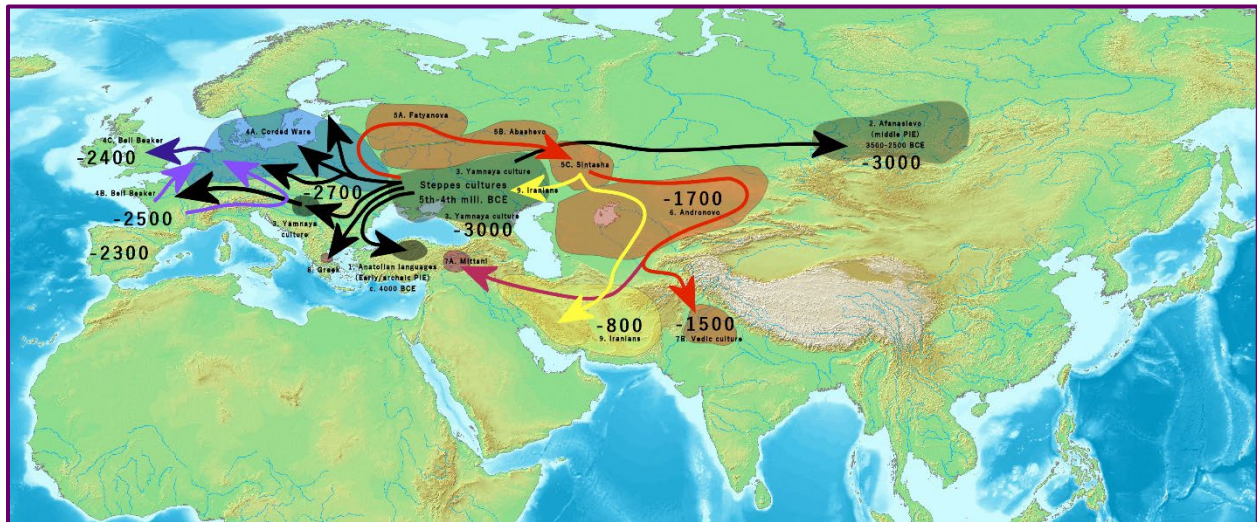 5A. Fatyanova
4A. Corded Ware
5B. Abashevo
2. Afanasievo
(middle PIE)
3500-2500 BCE
-3000
4C. Bell Beaker
-2400
3. Yamnaya culture
5C. Sintasha
Steppes cultures
5th-4th mill. BCE
9. Iranians
4B. Bell Beaker
-2700
-2500
-1700
6. Andronovo
3. Yamnaya
culture
3. Yamnaya culture
-3000
-2300
8. Greek
1. Anatolian languages
(Early/archaic PIE)
c. 4000 BCE
7A. Mittani
-800
9. Iranians
-1500
7B. Vedic culture